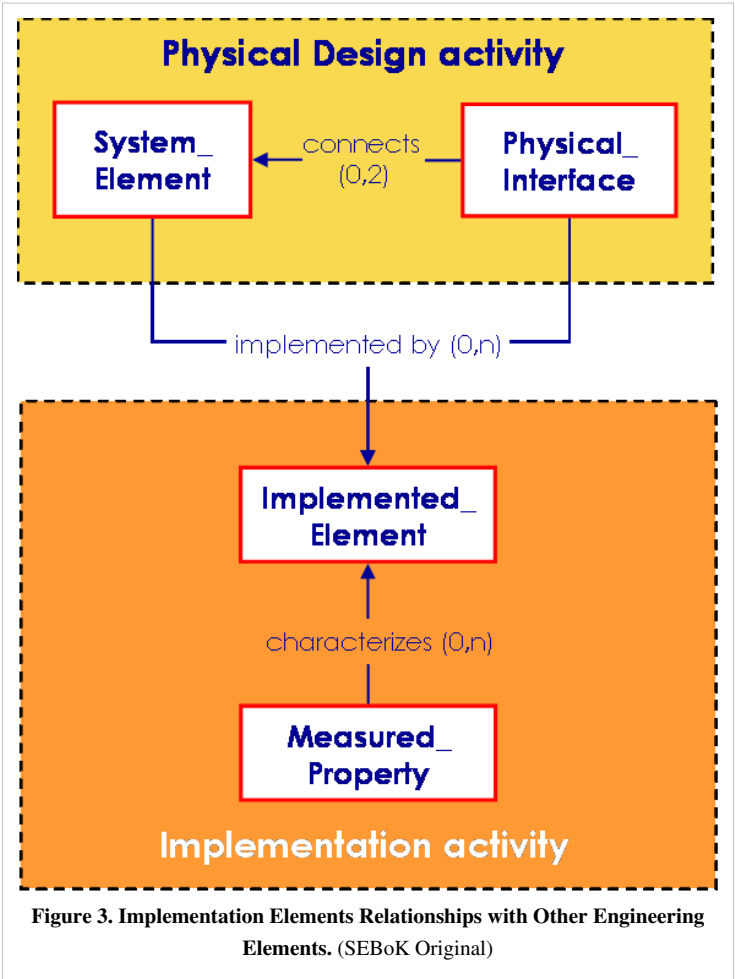 Physical Design activity
System_
Element
connects
(0,2)
Physical_
Interface
implemented by (0,n)
Implemented_
Element
characterizes (0,n)
Measured_
Property
Implementation activity
Figure 3. Implementation Elements Relationships with Other Engineering
Elements. (SEBoK Original)